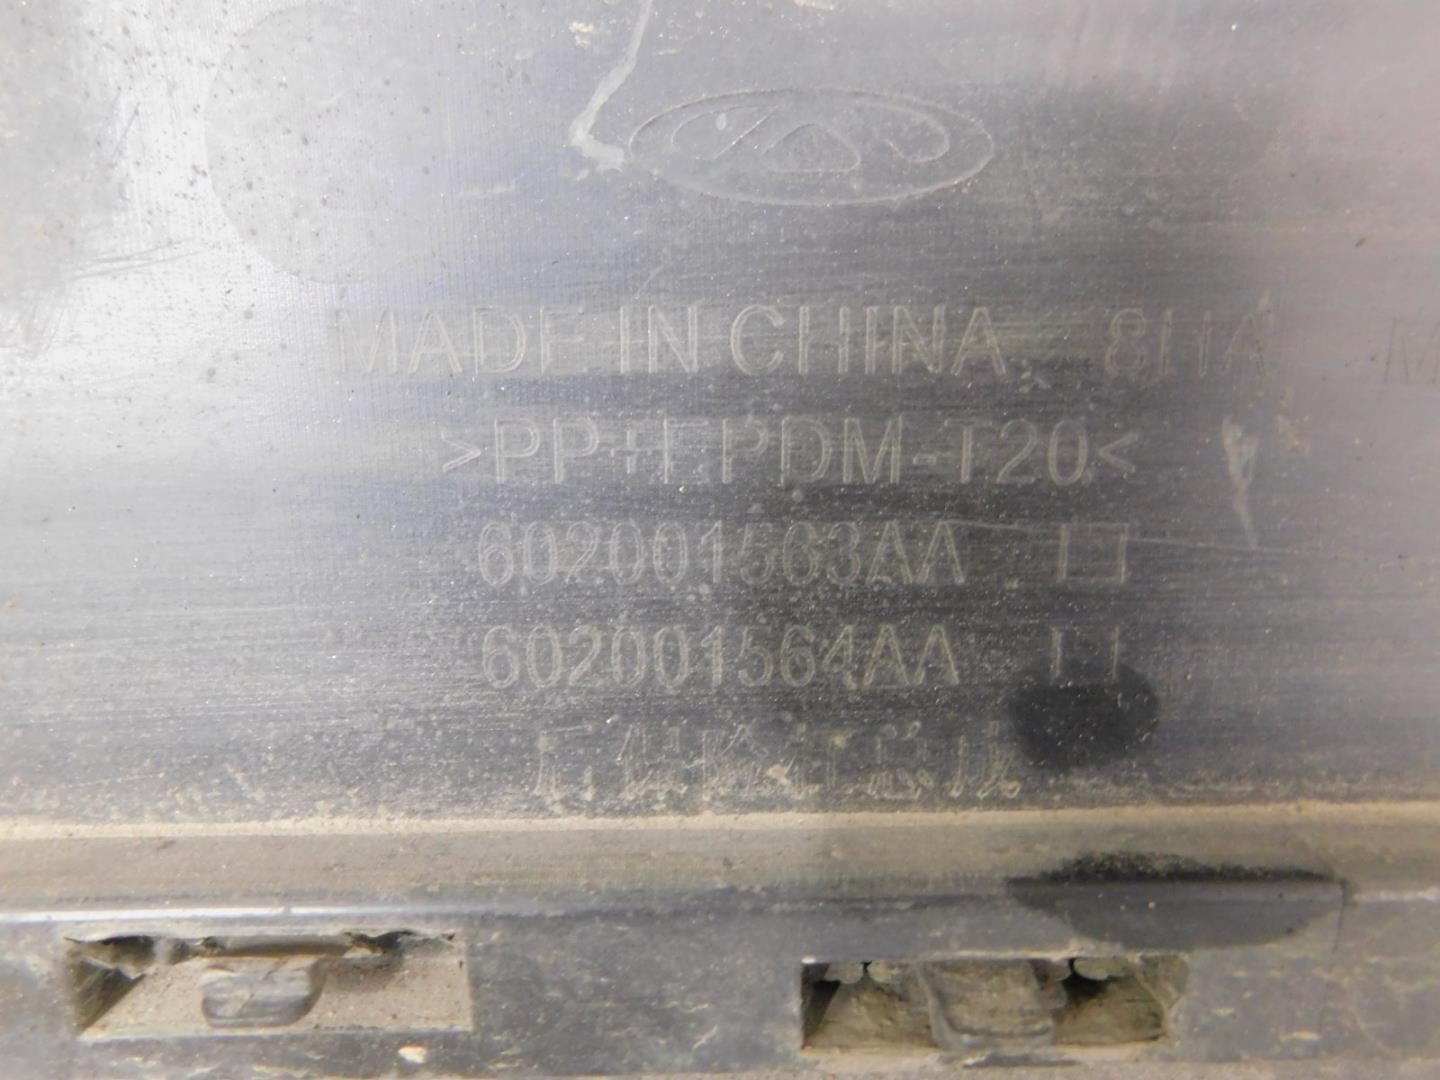 MADE IN CHINA 8HA M
>PP+EPDM-T20<
602001563AA
602001564AA